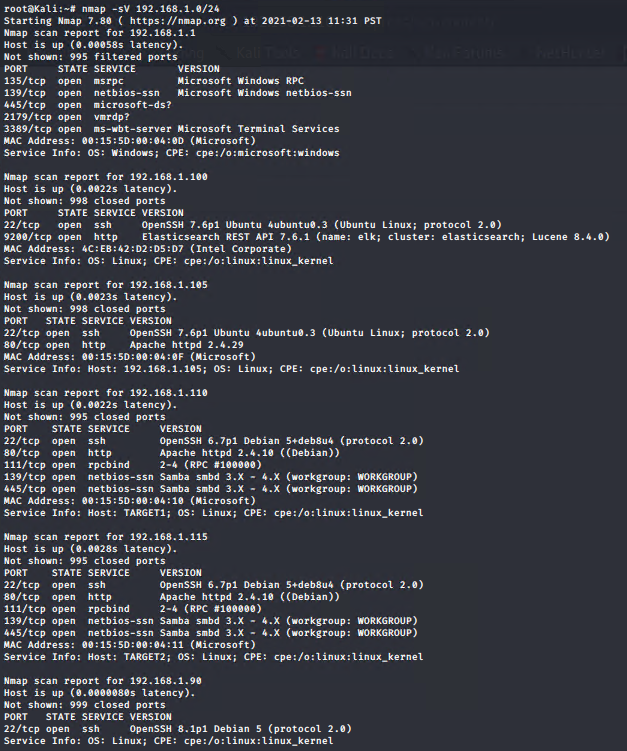 root@Kali:~# nmap -sV 192.168.1.0/24
Starting Nmap 7.80 ( https://nmap.org ) at 2021-02-13 11:31 PST
Nmap scan report for 192.168.1.1
Host is up (0.00058s latency).
Not shown: 995 filtered ports
PORT     STATE SERVICE       VERSION
135/tcp  open  msrpc         Microsoft Windows RPC
139/tcp  open  netbios-ssn   Microsoft Windows netbios-ssn
445/tcp  open  microsoft-ds?
2179/tcp open  vmrdp?
3389/tcp open  ms-wbt-server Microsoft Terminal Services
MAC Address: 00:15:5D:00:04:0D (Microsoft)
Service Info: OS: Windows; CPE: cpe:/o:microsoft:windows

Nmap scan report for 192.168.1.100
Host is up (0.0022s latency).
Not shown: 998 closed ports
PORT     STATE SERVICE VERSION
22/tcp   open  ssh     OpenSSH 7.6p1 Ubuntu 4ubuntu0.3 (Ubuntu Linux; protocol 2.0)
9200/tcp open  http    Elasticsearch REST API 7.6.1 (name: elk; cluster: elasticsearch; Lucene 8.4.0)
MAC Address: 4C:EB:42:D2:D5:D7 (Intel Corporate)
Service Info: OS: Linux; CPE: cpe:/o:linux:linux_kernel

Nmap scan report for 192.168.1.105
Host is up (0.0023s latency).
Not shown: 998 closed ports
PORT   STATE SERVICE VERSION
22/tcp open  ssh     OpenSSH 7.6p1 Ubuntu 4ubuntu0.3 (Ubuntu Linux; protocol 2.0)
80/tcp open  http    Apache httpd 2.4.29
MAC Address: 00:15:5D:00:04:0F (Microsoft)
Service Info: Host: 192.168.1.105; OS: Linux; CPE: cpe:/o:linux:linux_kernel

Nmap scan report for 192.168.1.110
Host is up (0.0022s latency).
Not shown: 995 closed ports
PORT    STATE SERVICE     VERSION
22/tcp  open  ssh         OpenSSH 6.7p1 Debian 5+deb8u4 (protocol 2.0)
80/tcp  open  http        Apache httpd 2.4.10 ((Debian))
111/tcp open  rpcbind     2-4 (RPC #100000)
139/tcp open  netbios-ssn Samba smbd 3.X - 4.X (workgroup: WORKGROUP)
445/tcp open  netbios-ssn Samba smbd 3.X - 4.X (workgroup: WORKGROUP)
MAC Address: 00:15:5D:00:04:10 (Microsoft)
Service Info: Host: TARGET1; OS: Linux; CPE: cpe:/o:linux:linux_kernel

Nmap scan report for 192.168.1.115
Host is up (0.0028s latency).
Not shown: 995 closed ports
PORT    STATE SERVICE     VERSION
22/tcp  open  ssh         OpenSSH 6.7p1 Debian 5+deb8u4 (protocol 2.0)
80/tcp  open  http        Apache httpd 2.4.10 ((Debian))
111/tcp open  rpcbind     2-4 (RPC #100000)
139/tcp open  netbios-ssn Samba smbd 3.X - 4.X (workgroup: WORKGROUP)
445/tcp open  netbios-ssn Samba smbd 3.X - 4.X (workgroup: WORKGROUP)
MAC Address: 00:15:5D:00:04:11 (Microsoft)
Service Info: Host: TARGET2; OS: Linux; CPE: cpe:/o:linux:linux_kernel

Nmap scan report for 192.168.1.90
Host is up (0.0000080s latency).
Not shown: 999 closed ports
PORT   STATE SERVICE VERSION
22/tcp open  ssh     OpenSSH 8.1p1 Debian 5 (protocol 2.0)
Service Info: OS: Linux; CPE: cpe:/o:linux:linux_kernel